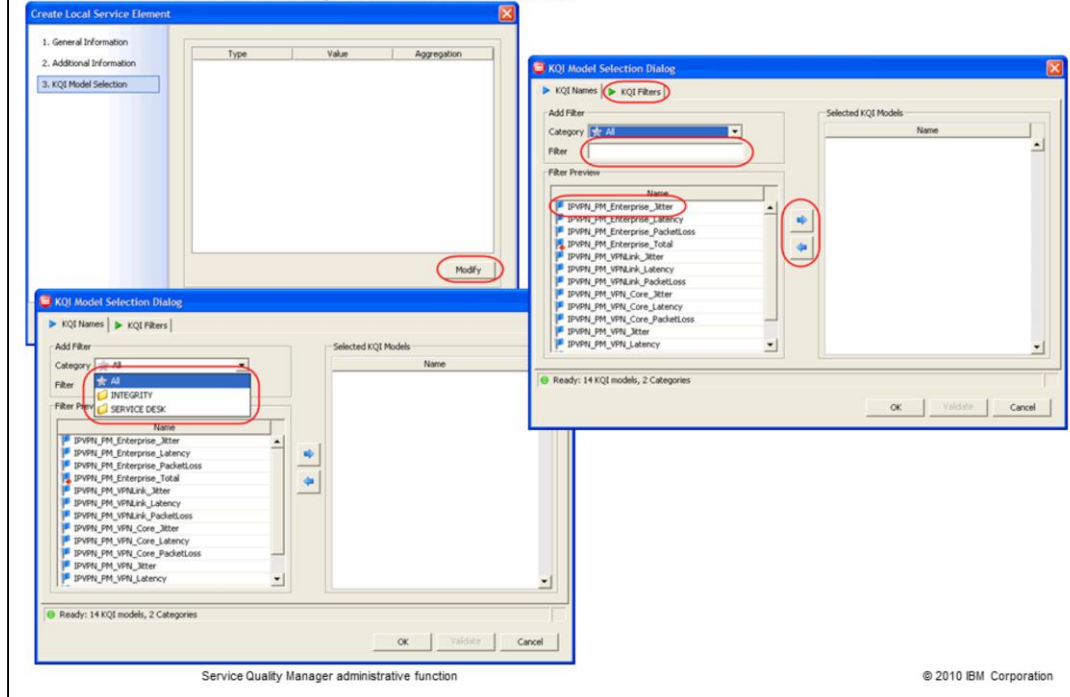 Create Local Service Element
1. General Information
2. Additional Information
3. KQI Model Selection
Type Value Aggregation
Modify
KQI Model Selection Dialog
KQI Names KQI Filters
Add Filter
Category All
Filter
Filter Preview
Name
IPVPN_PM_Enterprise_Jitter
IPVPN_PM_Enterprise_Latency
IPVPN_PM_Enterprise_PacketLoss
IPVPN_PM_Enterprise_Total
IPVPN_PM_VPNLink_Jitter
IPVPN_PM_VPNLink_Latency
IPVPN_PM_VPNLink_PacketLoss
IPVPN_PM_VPN_Core_Jitter
IPVPN_PM_VPN_Core_Latency
IPVPN_PM_VPN_Core_PacketLoss
IPVPN_PM_VPN_Jitter
IPVPN_PM_VPN_Latency
Selected KQI Models
Name
Ready: 14 KQI models, 2 Categories
OK Validate Cancel
KQI Model Selection Dialog
KQI Names KQI Filters
Add Filter
Category All
Filter
All
INTEGRITY
SERVICE DESK
Filter Prev
Name
IPVPN_PM_Enterprise_Jitter
IPVPN_PM_Enterprise_Latency
IPVPN_PM_Enterprise_PacketLoss
IPVPN_PM_Enterprise_Total
IPVPN_PM_VPNLink_Jitter
IPVPN_PM_VPNLink_Latency
IPVPN_PM_VPNLink_PacketLoss
IPVPN_PM_VPN_Core_Jitter
IPVPN_PM_VPN_Core_Latency
IPVPN_PM_VPN_Core_PacketLoss
IPVPN_PM_VPN_Jitter
IPVPN_PM_VPN_Latency
Selected KQI Models
Name
Ready: 14 KQI models, 2 Categories
OK Validate Cancel
Service Quality Manager administrative function
© 2010 IBM Corporation